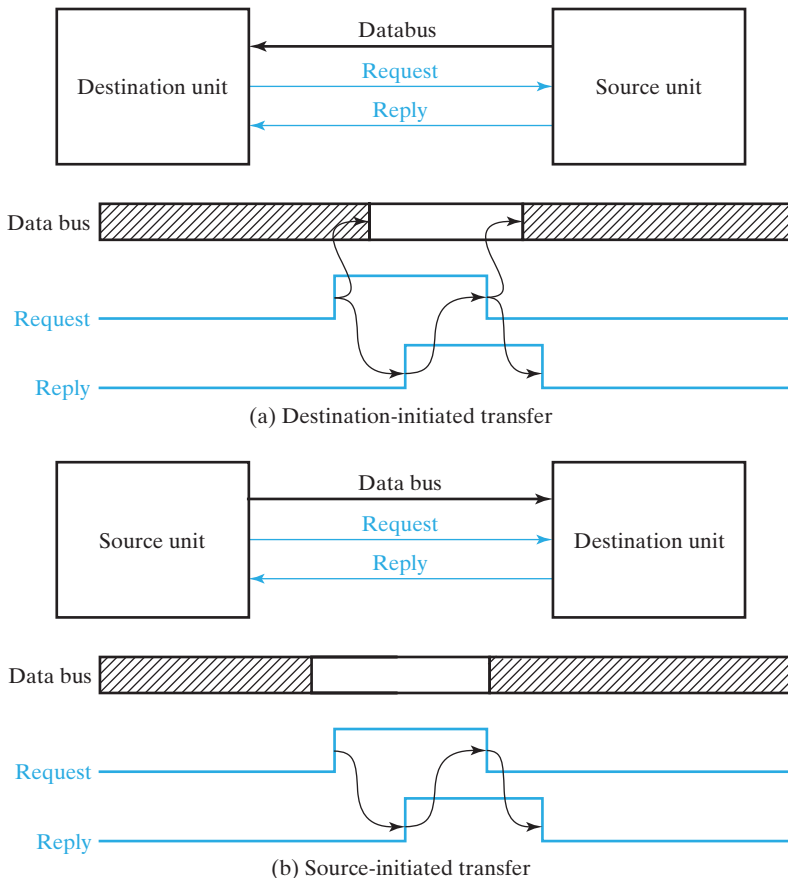 Databus
Destination unit
Request
Source unit
Reply
Data bus
Request
Reply
(a) Destination-initiated transfer
Data bus
Source unit
Request
Destination unit
Reply
Data bus
Request
Reply
(b) Source-initiated transfer